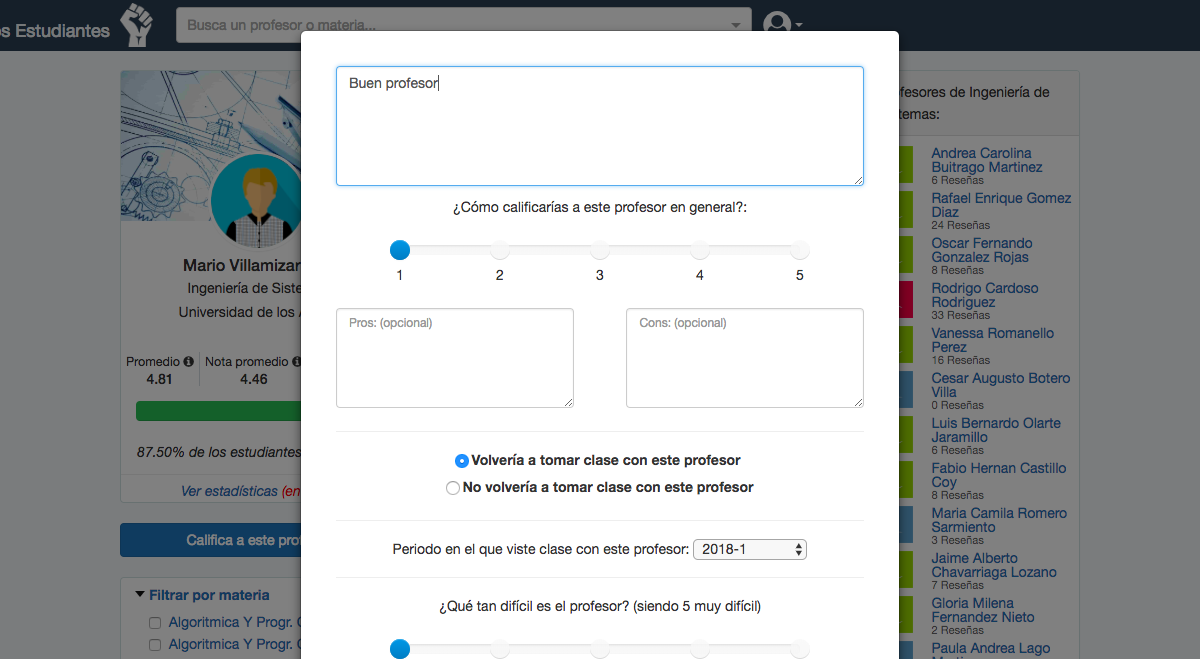 s Estudiantes
Busca un profesor o materia...
Buen profesor
¿Cómo calificarías a este profesor en general?:
1 2 3 4 5
Pros: (opcional)
Cons: (opcional)
Volvería a tomar clase con este profesor
No volvería a tomar clase con este profesor
Periodo en el que viste clase con este profesor: 2018-1
¿Qué tan difícil es el profesor? (siendo 5 muy difícil)
Mario Villamizar
Ingeniería de Siste
Universidad de los
Promedio
Nota promedio
4.81
4.46
87.50% de los estudiantes
Ver estadísticas (en
Califica a este prof
Filtrar por materia
Algoritmica Y Progr.
Algoritmica Y Progr.
fesores de Ingeniería de
temas:
Andrea Carolina
Buitrago Martinez
6 Reseñas
Rafael Enrique Gomez
Diaz
24 Reseñas
Oscar Fernando
Gonzalez Rojas
8 Reseñas
Rodrigo Cardoso
Rodriguez
33 Reseñas
Vanessa Romanello
Perez
16 Reseñas
Cesar Augusto Botero
Villa
0 Reseñas
Luis Bernardo Olarte
Jaramillo
6 Reseñas
Fabio Hernan Castillo
Coy
8 Reseñas
Maria Camila Romero
Sarmiento
3 Reseñas
Jaime Alberto
Chavarriaga Lozano
7 Reseñas
Gloria Milena
Fernandez Nieto
2 Reseñas
Paula Andrea Lago